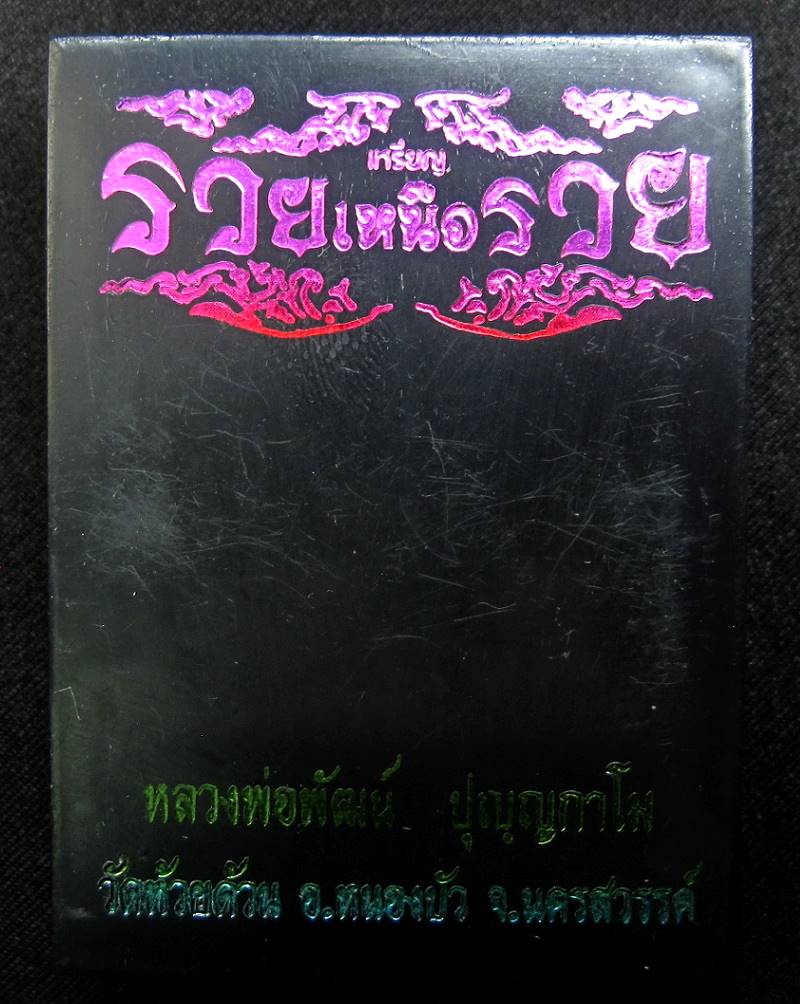 เหรียญ
รวยเหนือรวย
หลวงพ่อพัฒน์ ปุญฺญกาโม
วัดห้วยด้วน อ.หนองบัว จ.นครสวรรค์